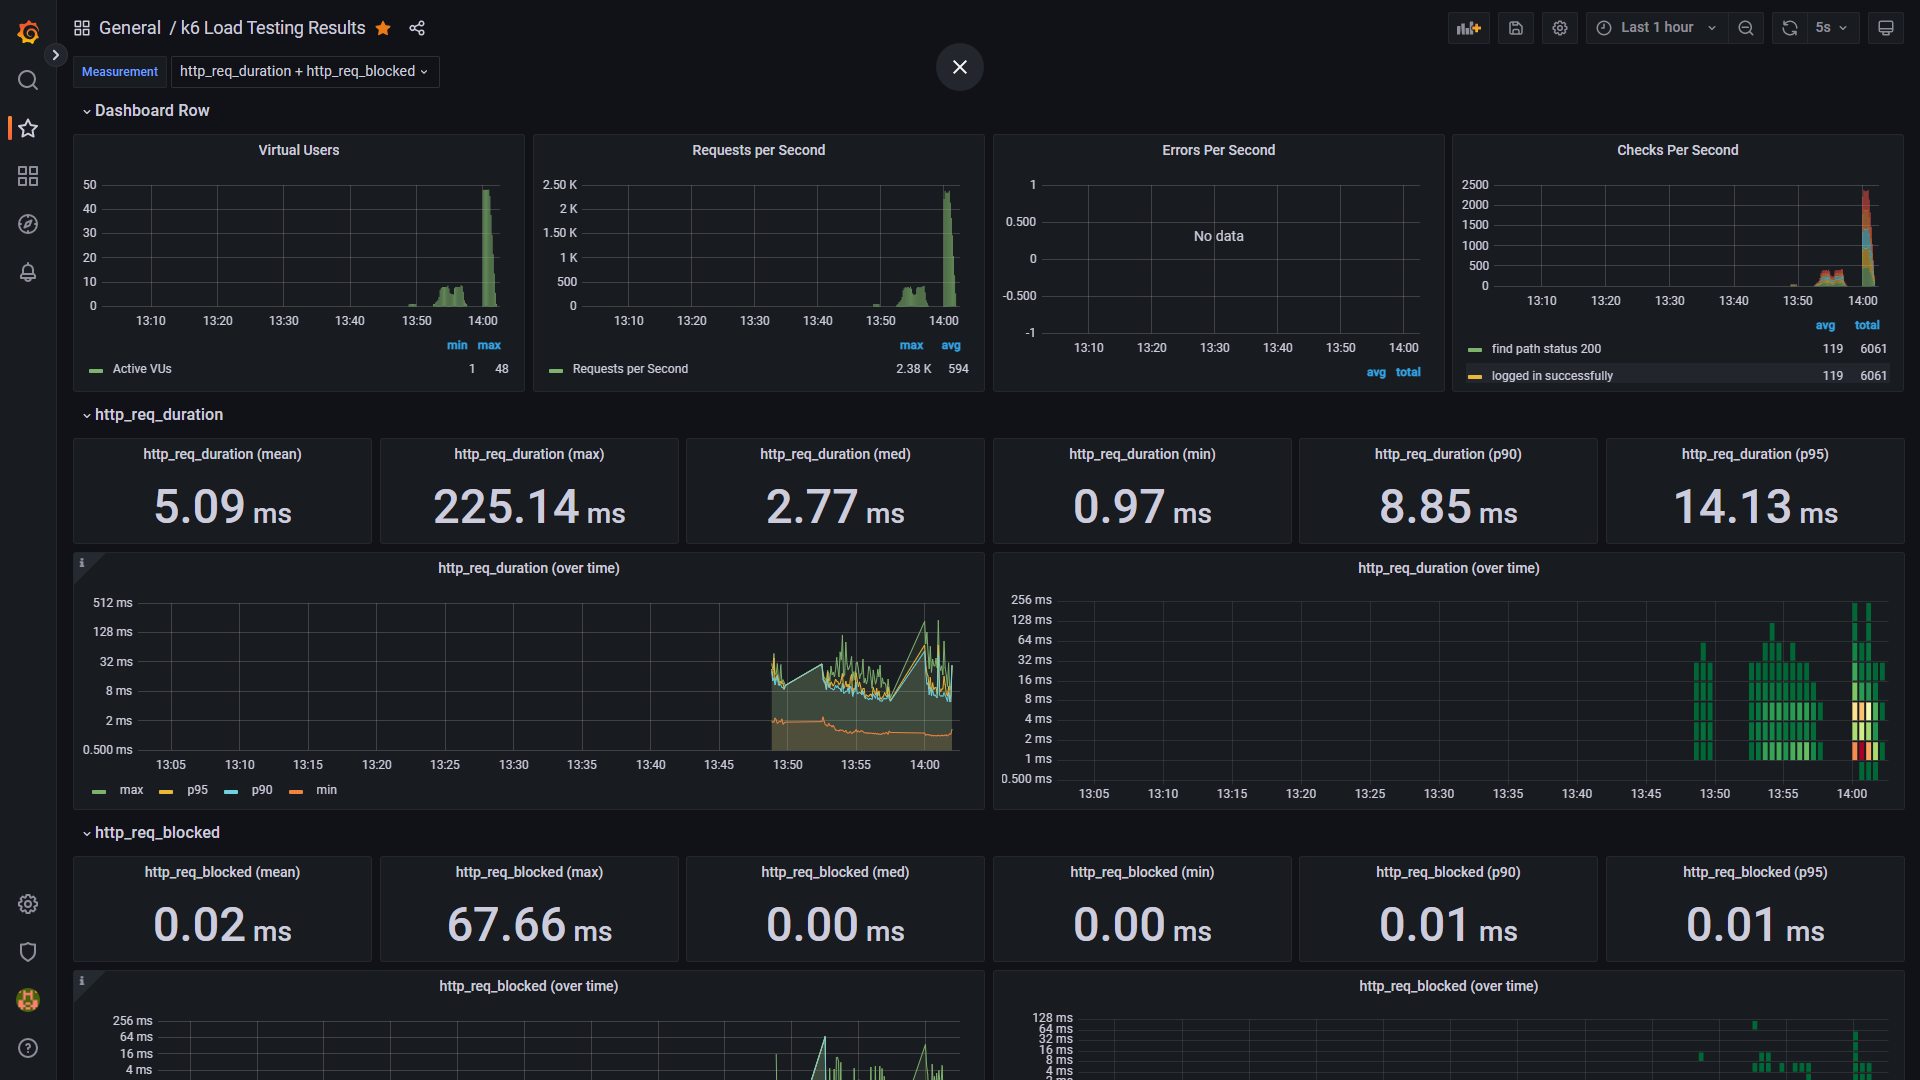 General / k6 Load Testing Results
Last 1 hour
5s
Measurement
http_req_duration + http_req_blocked
Dashboard Row
Virtual Users
50
40
30
20
10
0
13:10 13:20 13:30 13:40 13:50 14:00
min max
Active VUs 1 48
Requests per Second
2.50 K
2 K
1.50 K
1 K
500
0
13:10 13:20 13:30 13:40 13:50 14:00
max avg
Requests per Second 2.38 K 594
Errors Per Second
1
0.500
0
-0.500
-1
No data
13:10 13:20 13:30 13:40 13:50 14:00
avg total
Checks Per Second
2500
2000
1500
1000
500
0
13:10 13:20 13:30 13:40 13:50 14:00
avg total
find path status 200 119 6061
logged in successfully 119 6061
http_req_duration
http_req_duration (mean)
5.09 ms
http_req_duration (max)
225.14 ms
http_req_duration (med)
2.77 ms
http_req_duration (min)
0.97 ms
http_req_duration (p90)
8.85 ms
http_req_duration (p95)
14.13 ms
http_req_duration (over time)
512 ms
128 ms
32 ms
8 ms
2 ms
0.500 ms
13:05 13:10 13:15 13:20 13:25 13:30 13:35 13:40 13:45 13:50 13:55 14:00
max p95 p90 min
http_req_duration (over time)
256 ms
128 ms
64 ms
32 ms
16 ms
8 ms
4 ms
2 ms
1 ms
0.500 ms
13:05 13:10 13:15 13:20 13:25 13:30 13:35 13:40 13:45 13:50 13:55 14:00
http_req_blocked
http_req_blocked (mean)
0.02 ms
http_req_blocked (max)
67.66 ms
http_req_blocked (med)
0.00 ms
http_req_blocked (min)
0.00 ms
http_req_blocked (p90)
0.01 ms
http_req_blocked (p95)
0.01 ms
http_req_blocked (over time)
256 ms
64 ms
16 ms
4 ms
http_req_blocked (over time)
128 ms
64 ms
32 ms
16 ms
8 ms
4 ms